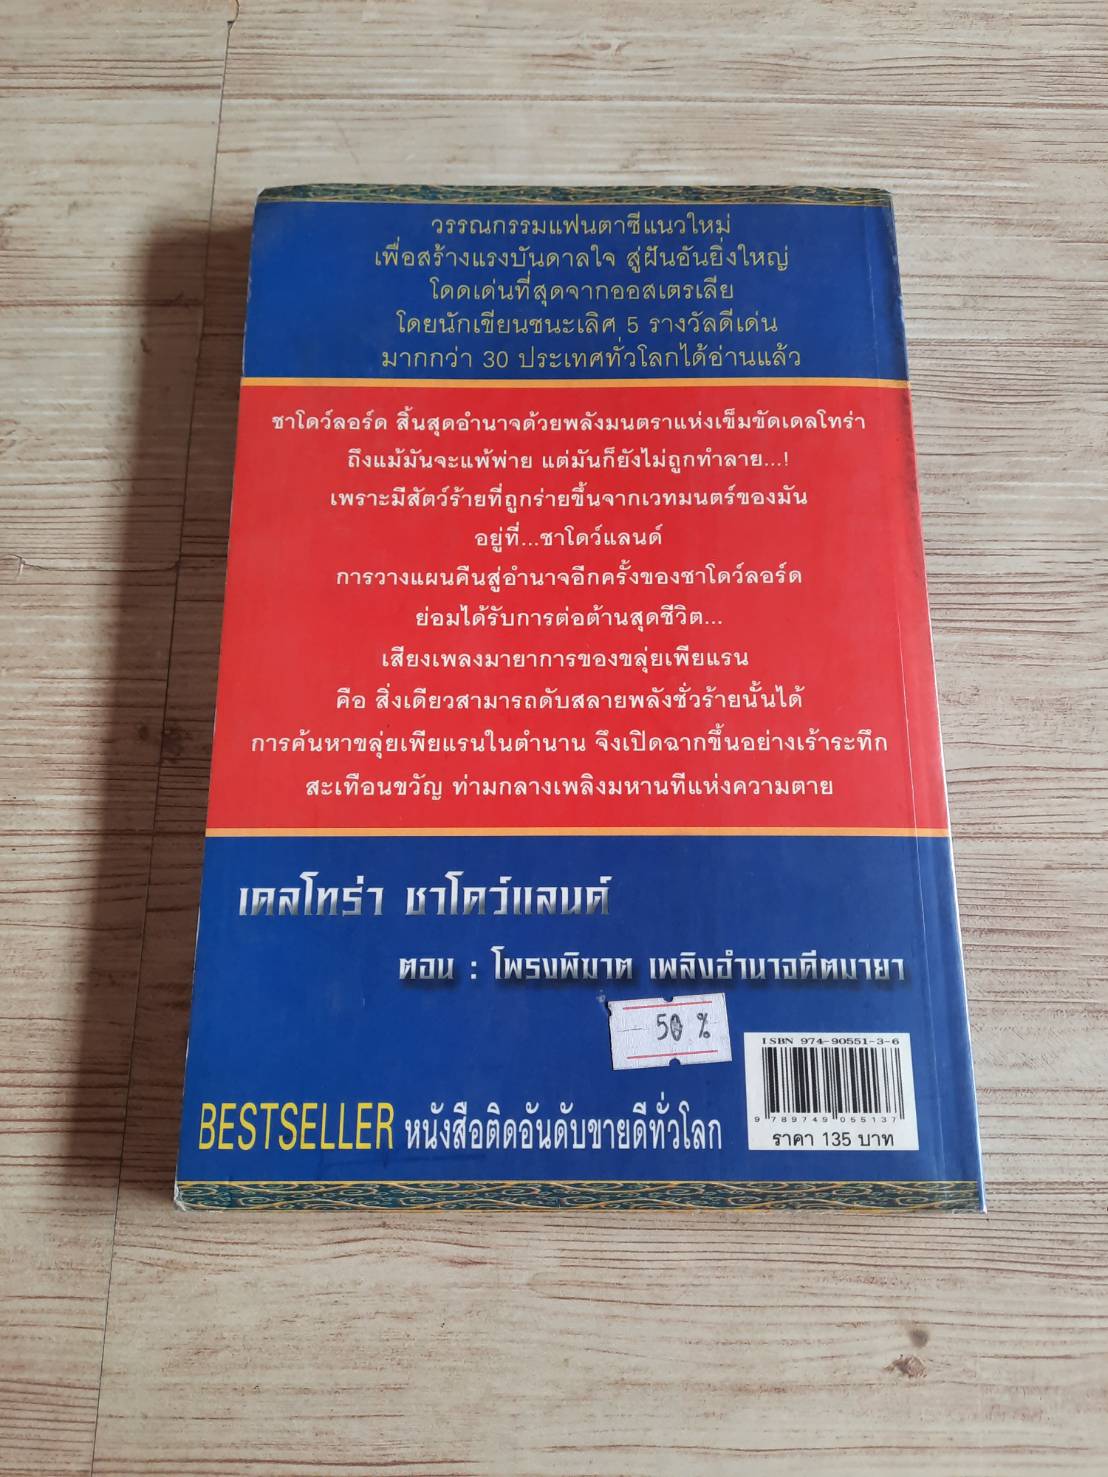 วรรณกรรมแฟนตาซีแนวใหม่
เพื่อสร้างแรงบันดาลใจ สู่ฝันอันยิ่งใหญ่
โดดเด่นที่สุดจากออสเตรเลีย
โดยนักเขียนชนะเลิศ 5 รางวัลดีเด่น
มากกว่า 30 ประเทศทั่วโลกได้อ่านแล้ว
ชาโดว์ลอร์ด สิ้นสุดอำนาจด้วยพลังมนตราแห่งเข็มขัดเดลโทร่า
ถึงแม้มันจะแพ้พ่าย แต่มันก็ยังไม่ถูกทำลาย...!
เพราะมีสัตว์ร้ายที่ถูกร่ายขึ้นจากเวทมนตร์ของมัน
อยู่ที่...ชาโดว์แลนด์
การวางแผนคืนสู่อำนาจอีกครั้งของชาโดว์ลอร์ด
ย่อมได้รับการต่อต้านสุดชีวิต...
เสียงเพลงมายาการของขลุ่ยเพียแรน
คือ สิ่งเดียวสามารถดับสลายพลังชั่วร้ายนั้นได้
การค้นหาขลุ่ยเพียแรนในตำนาน จึงเปิดฉากขึ้นอย่างเร้าระทึก
สะเทือนขวัญ ท่ามกลางเพลิงมหานทีแห่งความตาย
เดลโทร่า ชาโดว์แลนด์
ตอน : โพรงพิฆาต เพลิงอำนาจคีตมายา
50 %
ISBN 974-90551-3-6
9 789749 055137
ราคา 135 บาท
BESTSELLER หนังสือติดอันดับขายดีทั่วโลก